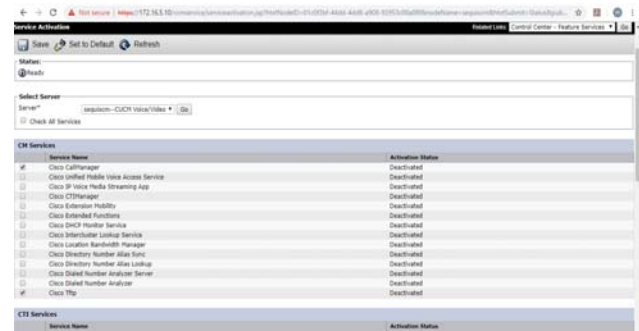 Not secure
172.16.5.10
Service Activation
Related Links: Control Center - Feature Services Go
Save Set to Default Refresh
Status:
Ready
Select Server
Server* sequiscm--CUCM Voice/Video Go
Check All Services
CM Services
Service Name Activation Status
Cisco CallManager Deactivated
Cisco Unified Mobile Voice Access Service Deactivated
Cisco IP Voice Media Streaming App Deactivated
Cisco CTIManager Deactivated
Cisco Extension Mobility Deactivated
Cisco Extended Functions Deactivated
Cisco DHCP Monitor Service Deactivated
Cisco Intercluster Lookup Service Deactivated
Cisco Location Bandwidth Manager Deactivated
Cisco Directory Number Alias Sync Deactivated
Cisco Directory Number Alias Lookup Deactivated
Cisco Dialed Number Analyzer Server Deactivated
Cisco Dialed Number Analyzer Deactivated
Cisco Tftp Deactivated
CTI Services
Service Name Activation Status